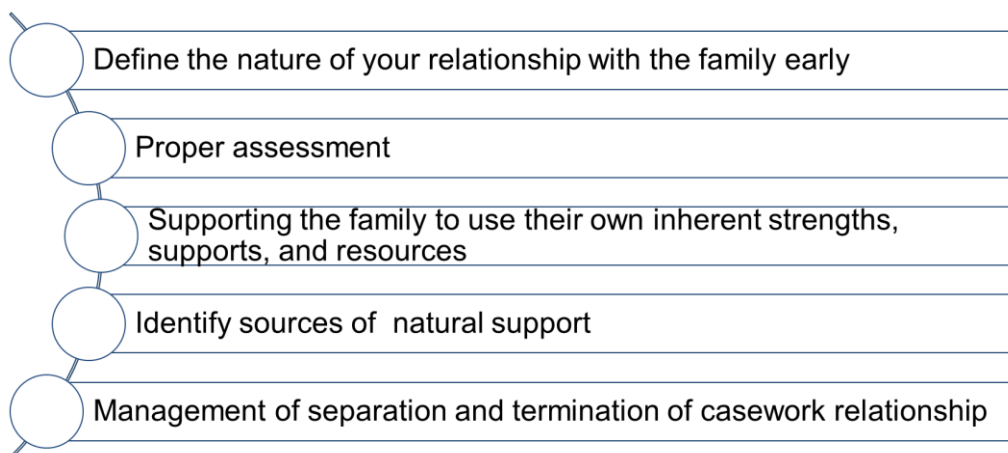 Define the nature of your relationship with the family early
Proper assessment
Supporting the family to use their own inherent strengths,
supports, and resources
Identify sources of  natural support
Management of separation and termination of casework relationship